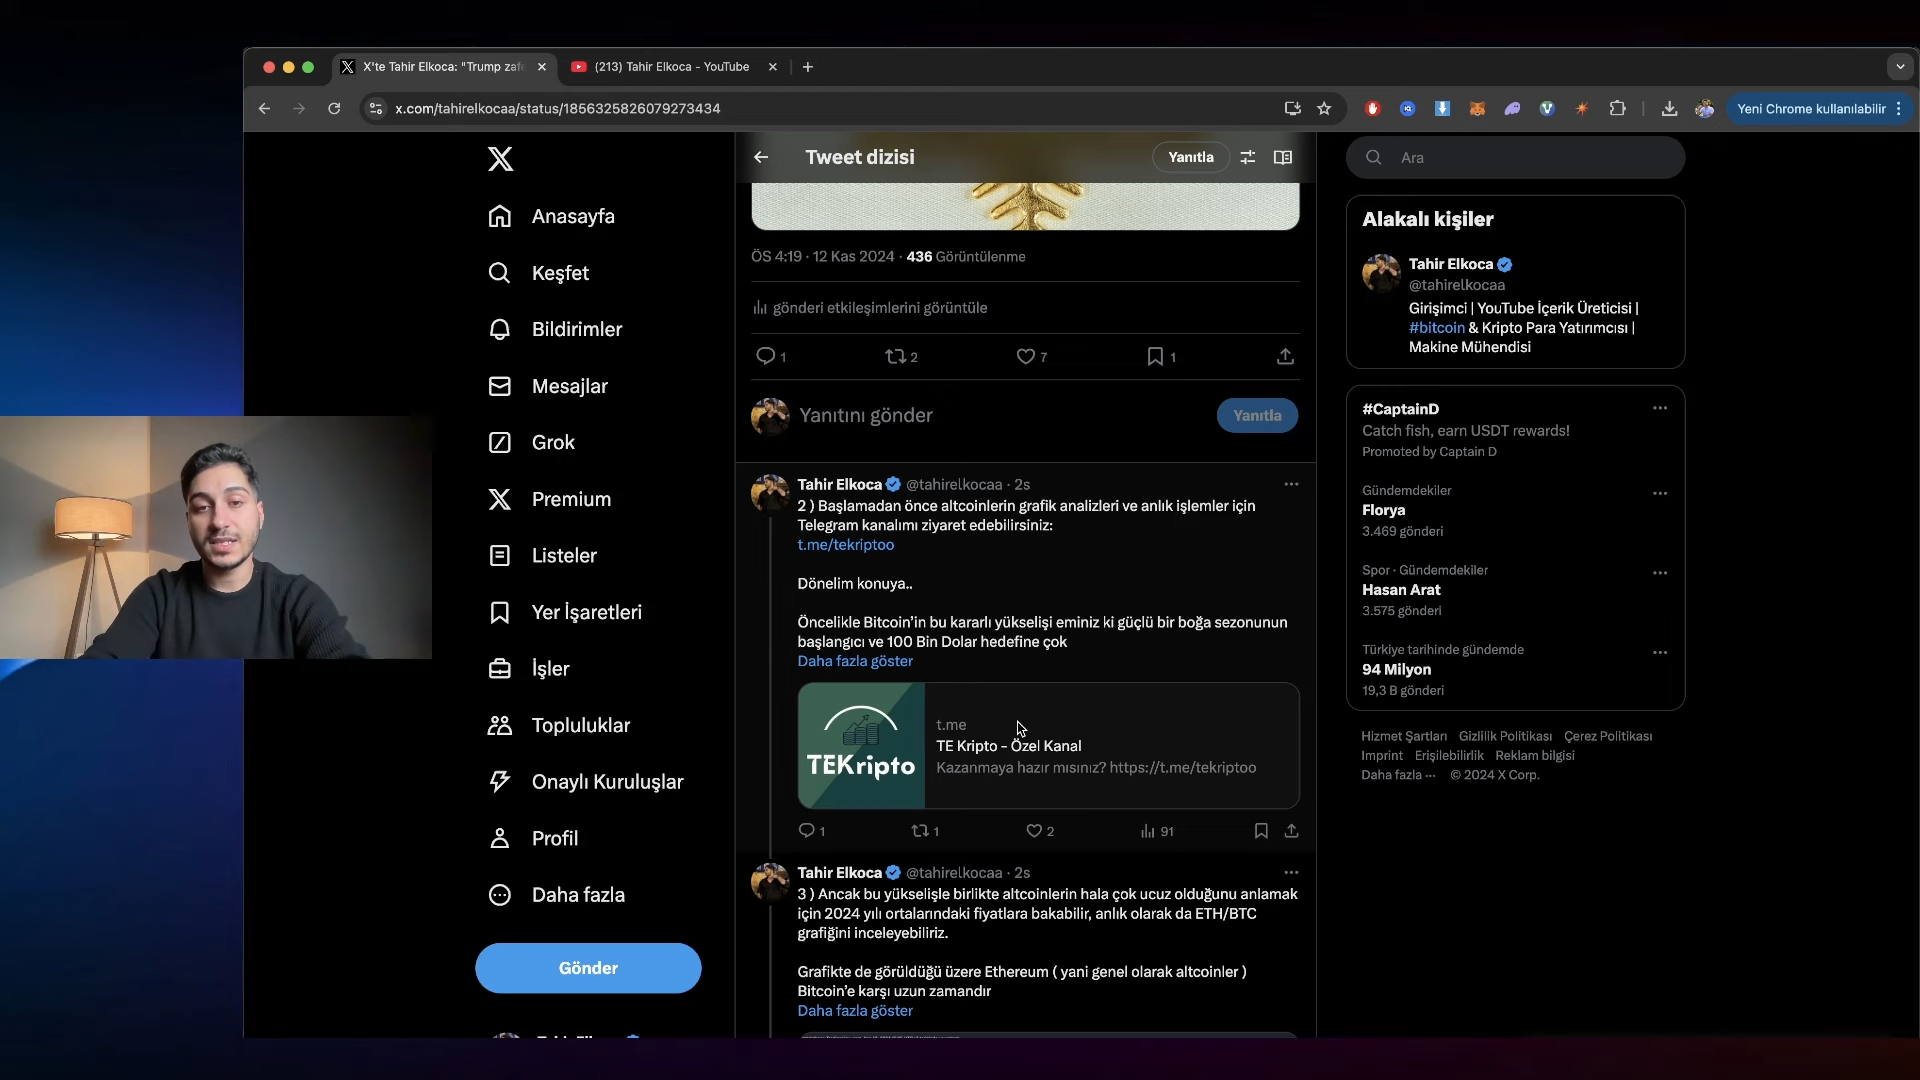 X'te Tahir Elkoca: "Trump zafe
(213) Tahir Elkoca - YouTube
x.com/tahirelkocaa/status/1856325826079273434
Yeni Chrome kullanılabilir
Anasayfa
Keşfet
Bildirimler
Mesajlar
Grok
Premium
Listeler
Yer İşaretleri
İşler
Topluluklar
Onaylı Kuruluşlar
Profil
Daha fazla
Gönder
Tweet dizisi
Yanıtla
ÖS 4:19 · 12 Kas 2024 · 436 Görüntülenme
gönderi etkileşimlerini görüntüle
1 2 7 1
Yanıtını gönder
Yanıtla
Tahir Elkoca @tahirelkocaa · 2s
2 ) Başlamadan önce altcoinlerin grafik analizleri ve anlık işlemler için
Telegram kanalımı ziyaret edebilirsiniz:
t.me/tekriptoo
Dönelim konuya..
Öncelikle Bitcoin'in bu kararlı yükselişi eminiz ki güçlü bir boğa sezonunun
başlangıcı ve 100 Bin Dolar hedefine çok
Daha fazla göster
TEKripto
t.me
TE Kripto - Özel Kanal
Kazanmaya hazır mısınız? https://t.me/tekriptoo
1 1 2 91
Tahir Elkoca @tahirelkocaa · 2s
3 ) Ancak bu yükselişle birlikte altcoinlerin hala çok ucuz olduğunu anlamak
için 2024 yılı ortalarındaki fiyatlara bakabilir, anlık olarak da ETH/BTC
grafiğini inceleyebiliriz.
Grafikte de görüldüğü üzere Ethereum ( yani genel olarak altcoinler )
Bitcoin'e karşı uzun zamandır
Daha fazla göster
Ara
Alakalı kişiler
Tahir Elkoca
@tahirelkocaa
Girişimci | YouTube İçerik Üreticisi |
#bitcoin & Kripto Para Yatırımcısı |
Makine Mühendisi
#CaptainD
Catch fish, earn USDT rewards!
Promoted by Captain D
Gündemdekiler
Florya
3.469 gönderi
Spor · Gündemdekiler
Hasan Arat
3.575 gönderi
Türkiye tarihinde gündemde
94 Milyon
19,3 B gönderi
Hizmet Şartları Gizlilik Politikası Çerez Politikası
Imprint Erişilebilirlik Reklam bilgisi
Daha fazla ··· © 2024 X Corp.